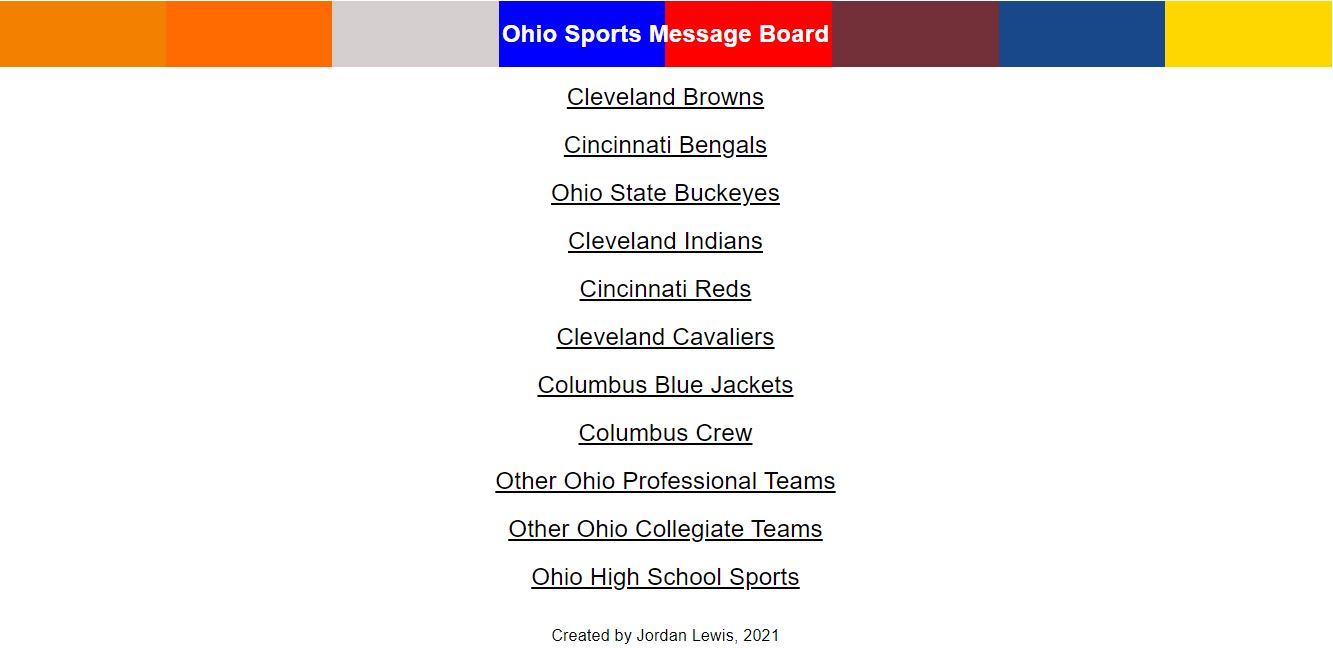 Ohio Sports Message Board
Cleveland Browns
Cincinnati Bengals
Ohio State Buckeyes
Cleveland Indians
Cincinnati Reds
Cleveland Cavaliers
Columbus Blue Jackets
Columbus Crew
Other Ohio Professional Teams
Other Ohio Collegiate Teams
Ohio High School Sports
Created by Jordan Lewis, 2021